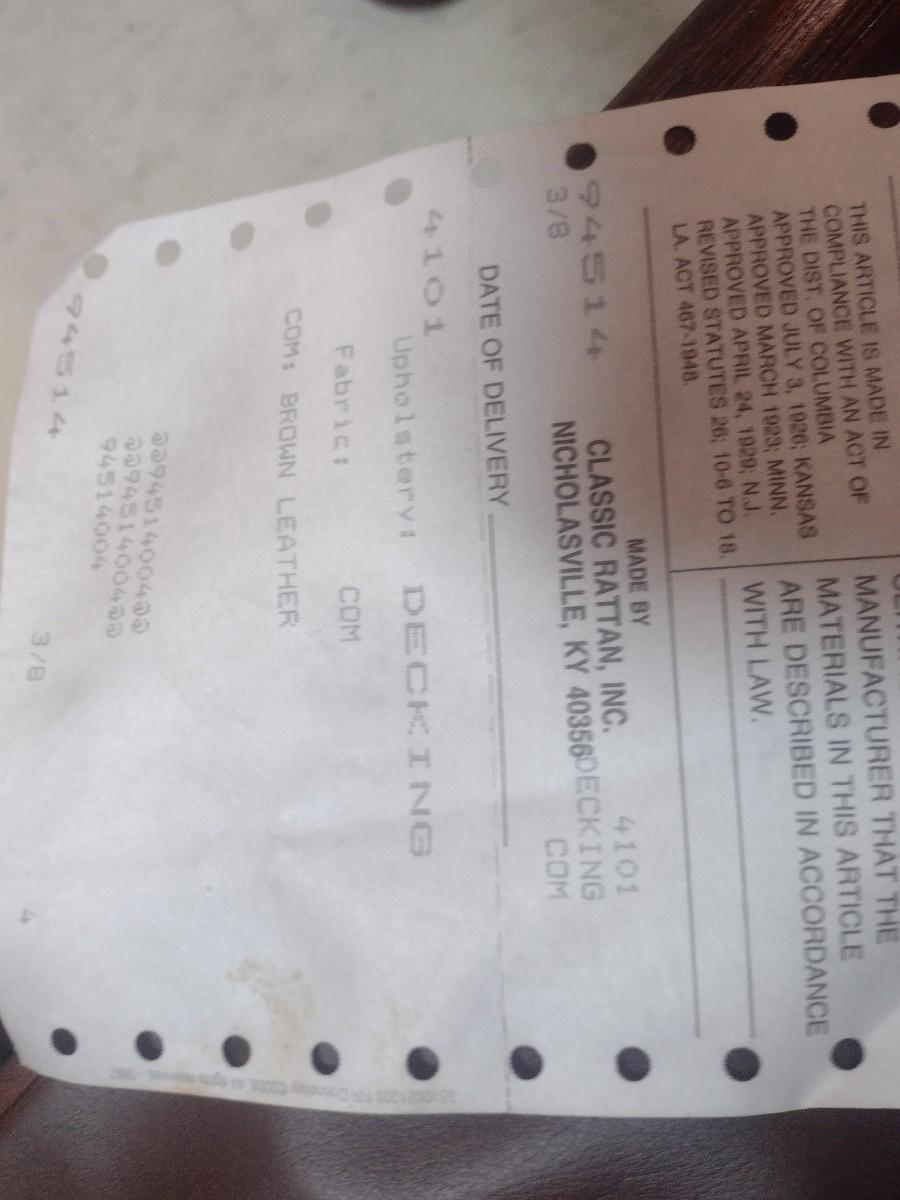 THIS ARTICLE IS MADE IN
COMPLIANCE WITH AN ACT OF
THE DIST. OF COLUMBIA
APPROVED JULY 3, 1926; KANSAS
APPROVED MARCH 1923; MINN.
APPROVED APRIL 24, 1929; N.J.
REVISED STATUTES 26; 10-6 TO 18.
LA. ACT 467-1948.
MANUFACTURER THAT THE
MATERIALS IN THIS ARTICLE
ARE DESCRIBED IN ACCORDANCE
WITH LAW.
MADE BY 4101
94514 CLASSIC RATTAN, INC. DECKING
3/8 NICHOLASVILLE, KY 40356 COM
DATE OF DELIVERY
4101 Upholstery: DECKING
Fabric: COM
COM: BROWN LEATHER
@@94514004@@
@@94514004@@
94514004
94514 3/8 4